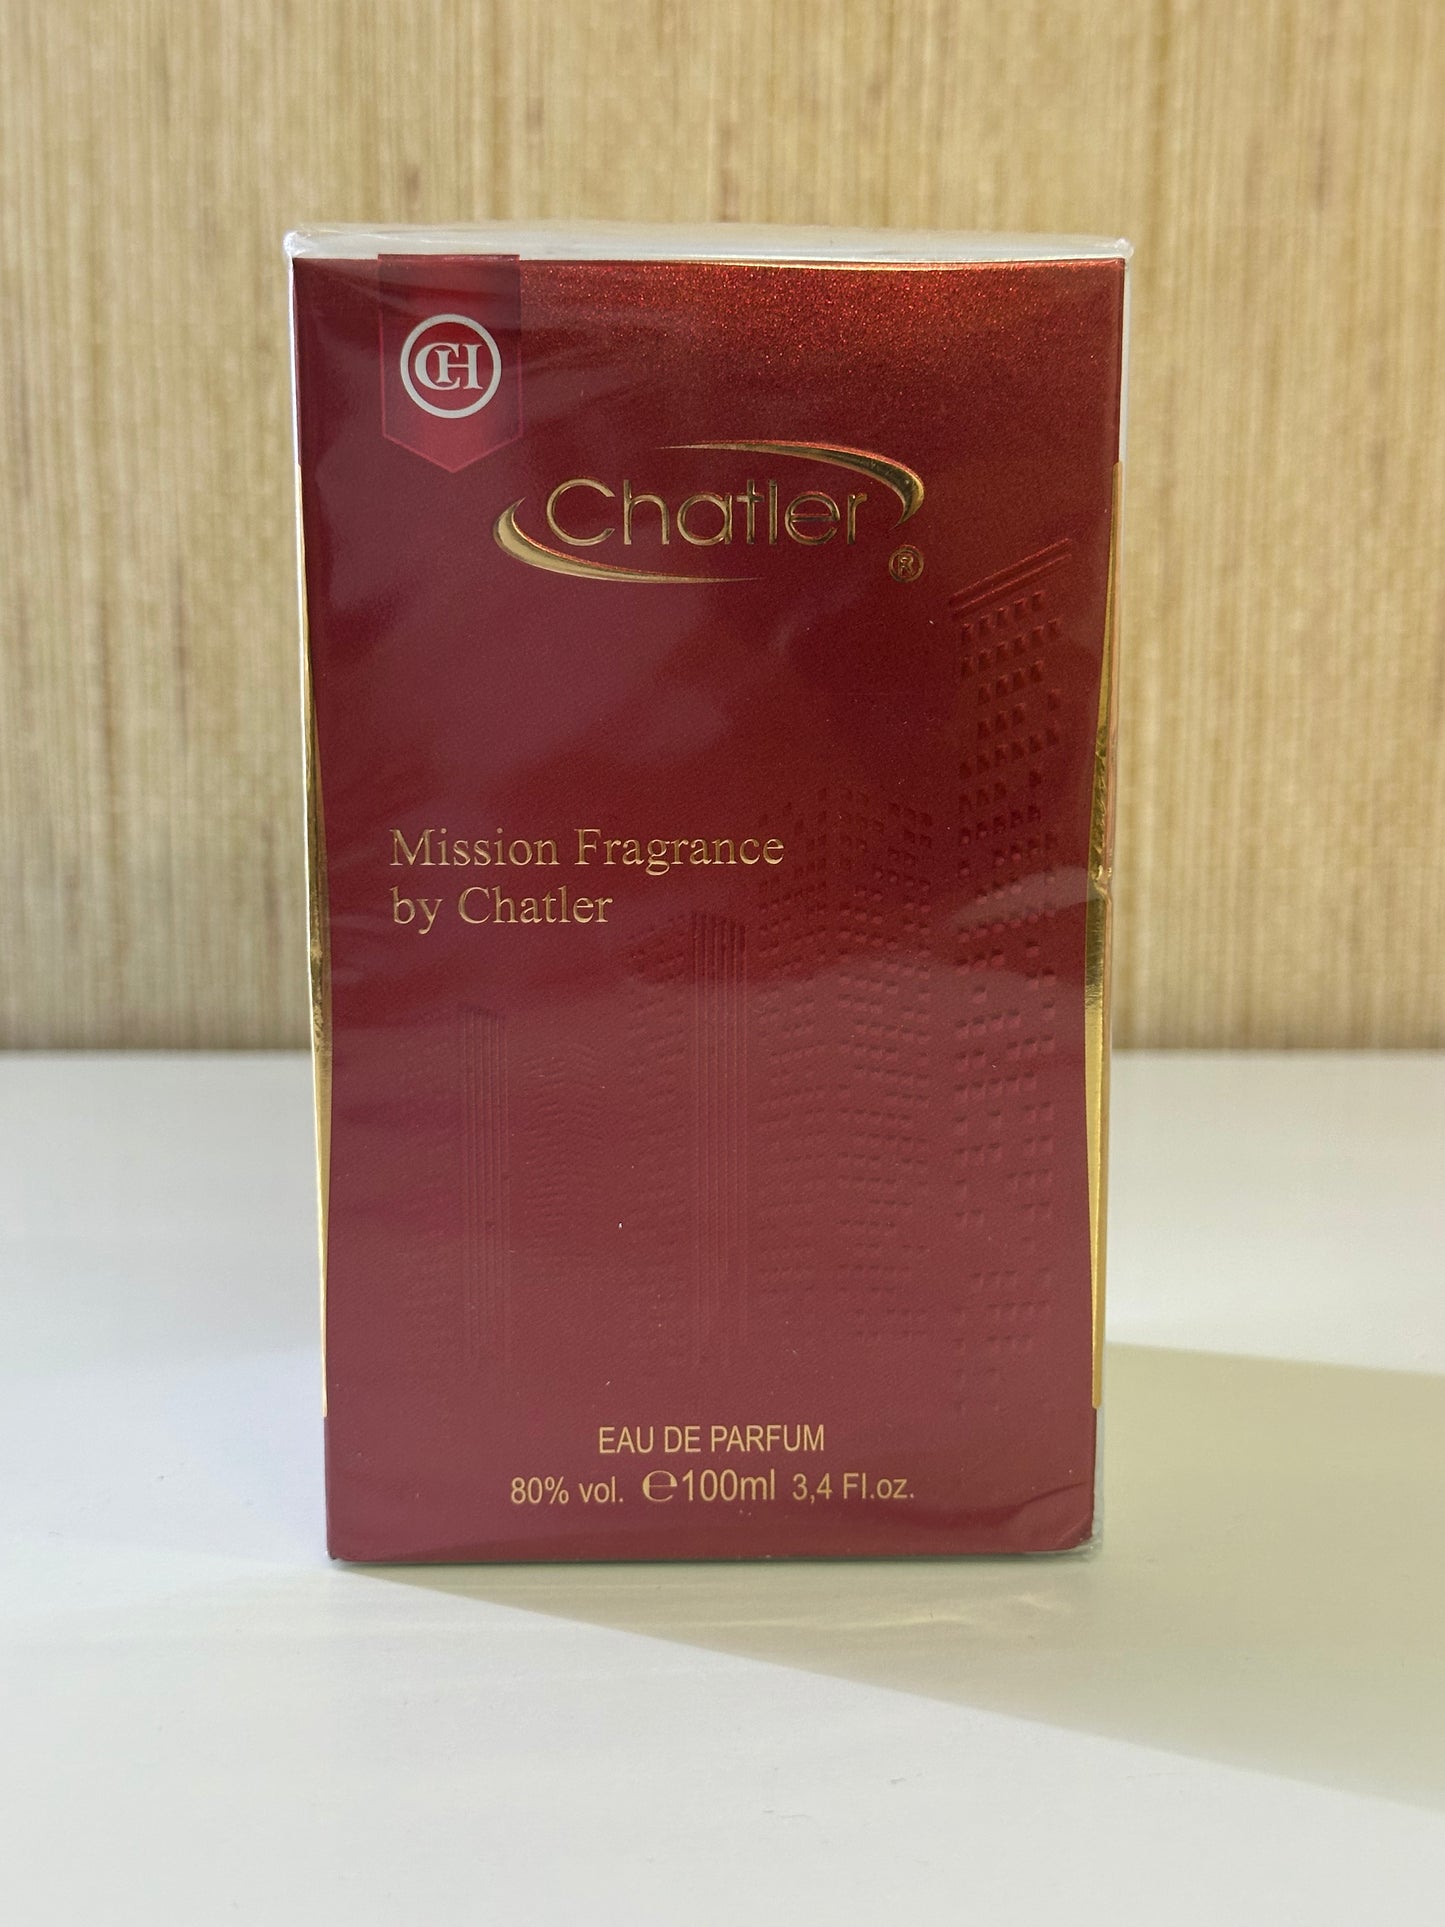 CH
Chatler
®
Mission Fragrance
by Chatler
EAU DE PARFUM
80% vol. ℮100ml 3,4 Fl.oz.